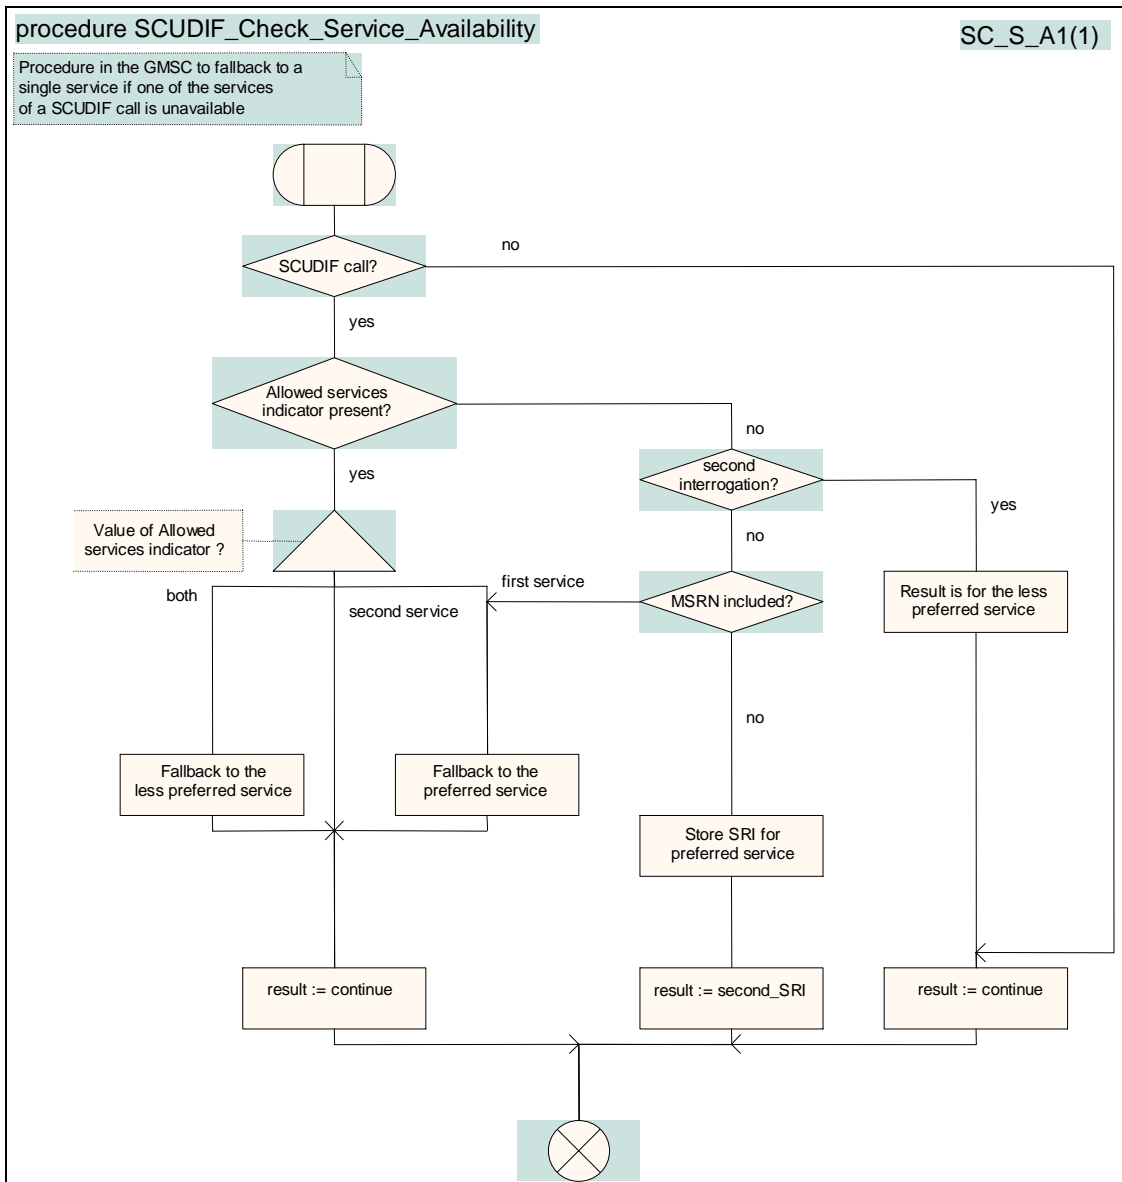 procedure SCUDIF_Check_Service_Availability
SC_S_A1(1)
Procedure in the GMSC to fallback to a
single service if one of the services
of a SCUDIF call is unavailable
no
SCUDIF call?
yes
Allowed services
indicator present?
no
second
interrogation?
yes
yes
Value of Allowed
services indicator ?
no
both
second service
first service
MSRN included?
Result is for the less
preferred service
no
Fallback to the
less preferred service
Fallback to the
preferred service
Store SRI for
preferred service
result := continue
result := second_SRI
result := continue